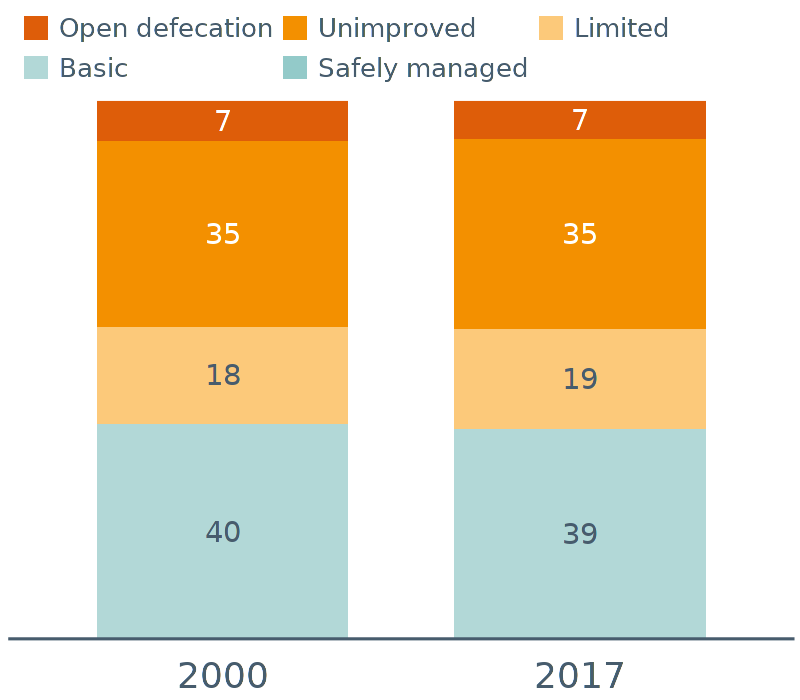 Open defecation Unimproved Limited
Basic Safely managed
7 7
35 35
18 19
40 39
2000 2017